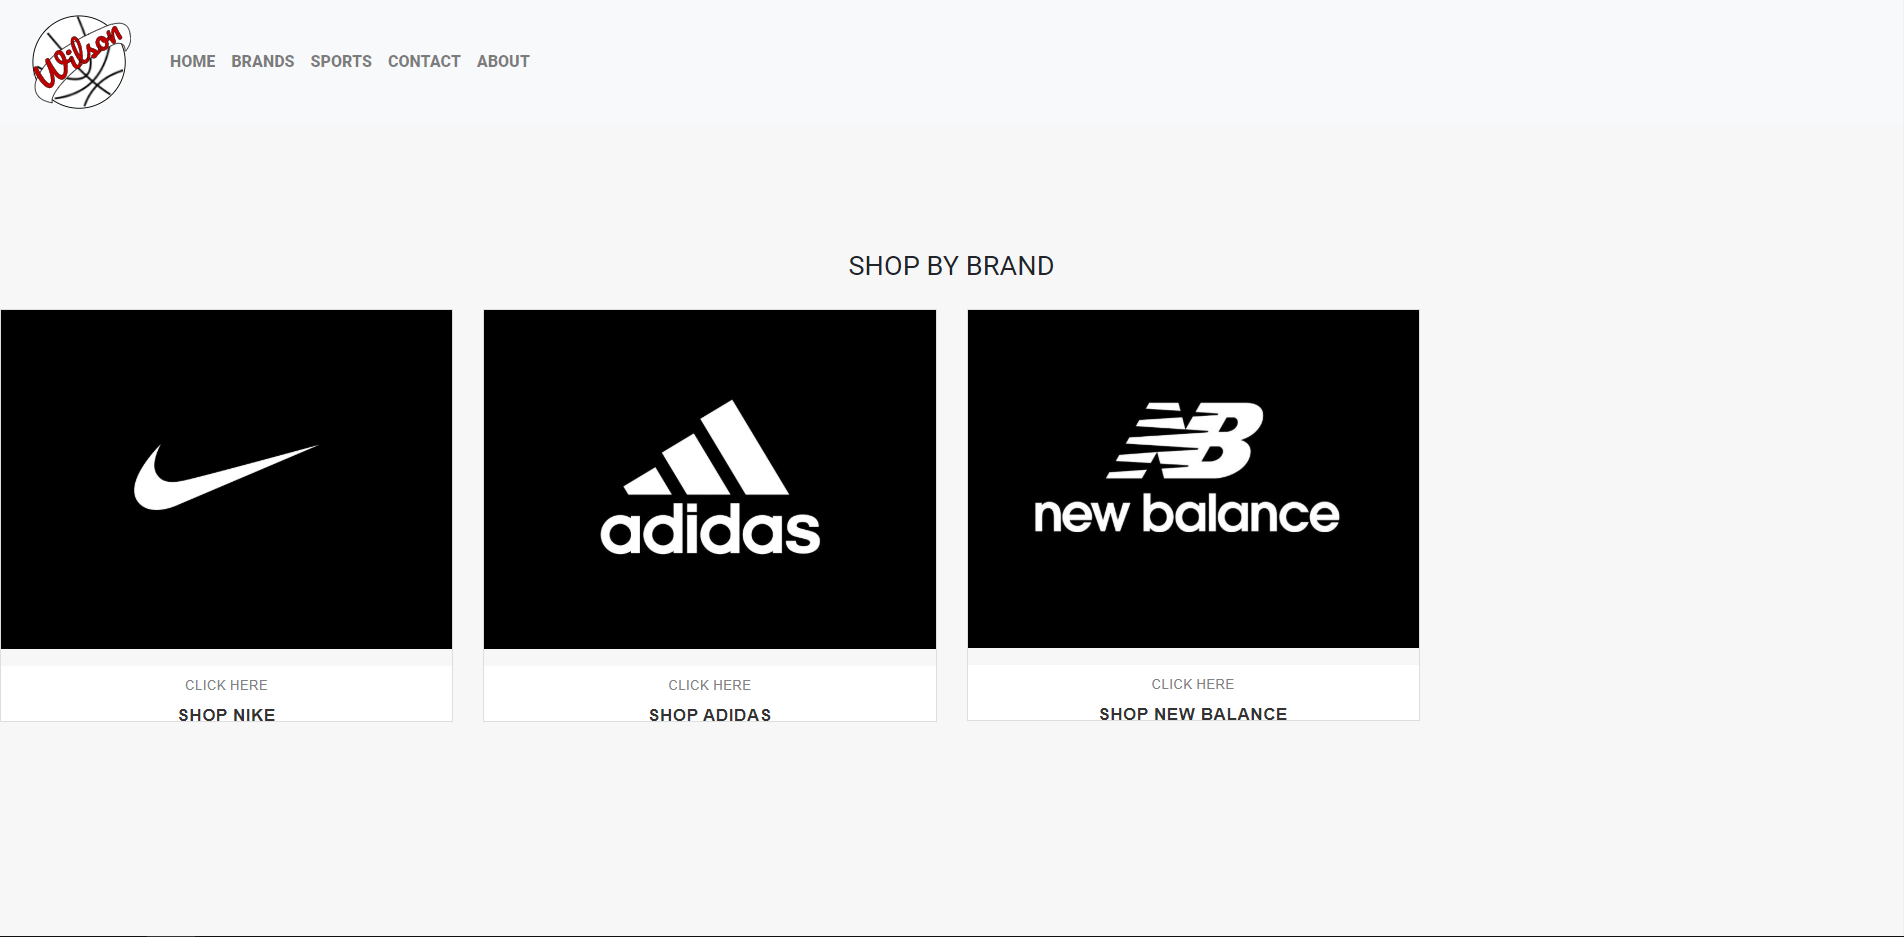 Wilson
HOME BRANDS SPORTS CONTACT ABOUT
SHOP BY BRAND
adidas
new balance
CLICK HERE
SHOP NIKE
CLICK HERE
SHOP ADIDAS
CLICK HERE
SHOP NEW BALANCE